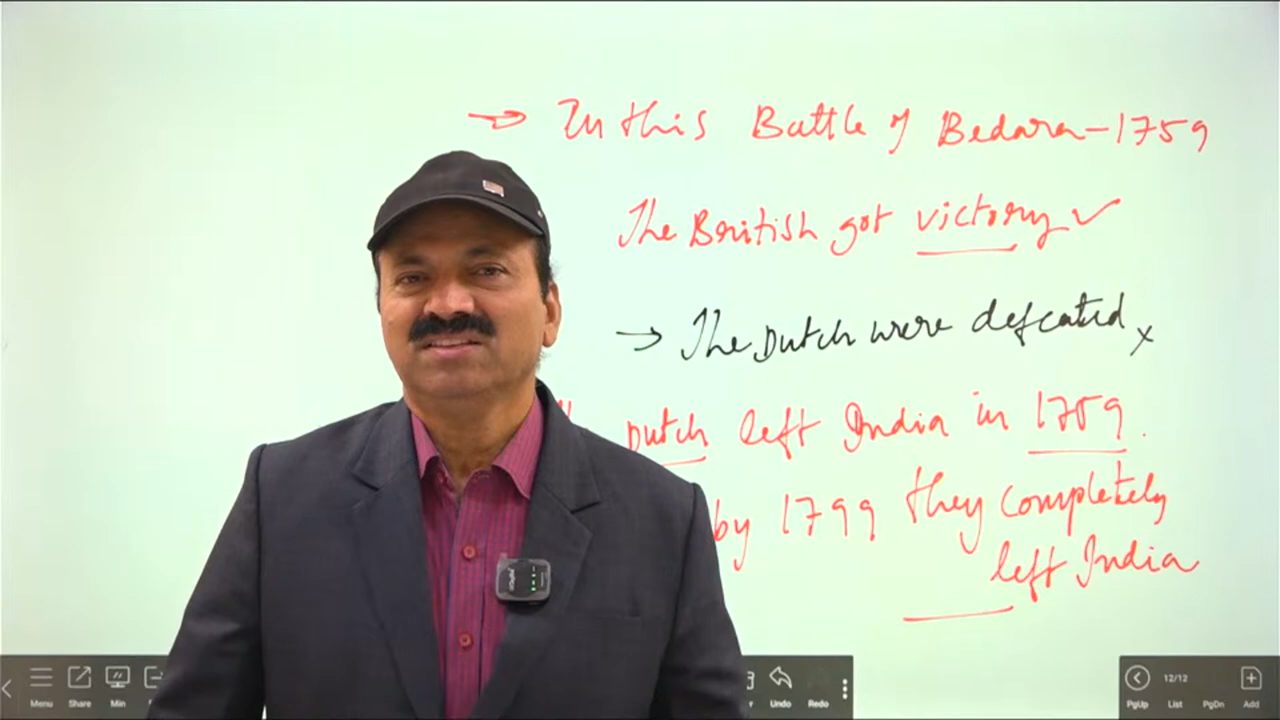 → In this Battle of Bedara-1759
The British got victory ✓
→ The Dutch were defeated x
Dutch left India in 1759.
by 1799 they completely
left India
Menu Share Min Undo Redo
PgUp 12/12 List PgDn Add